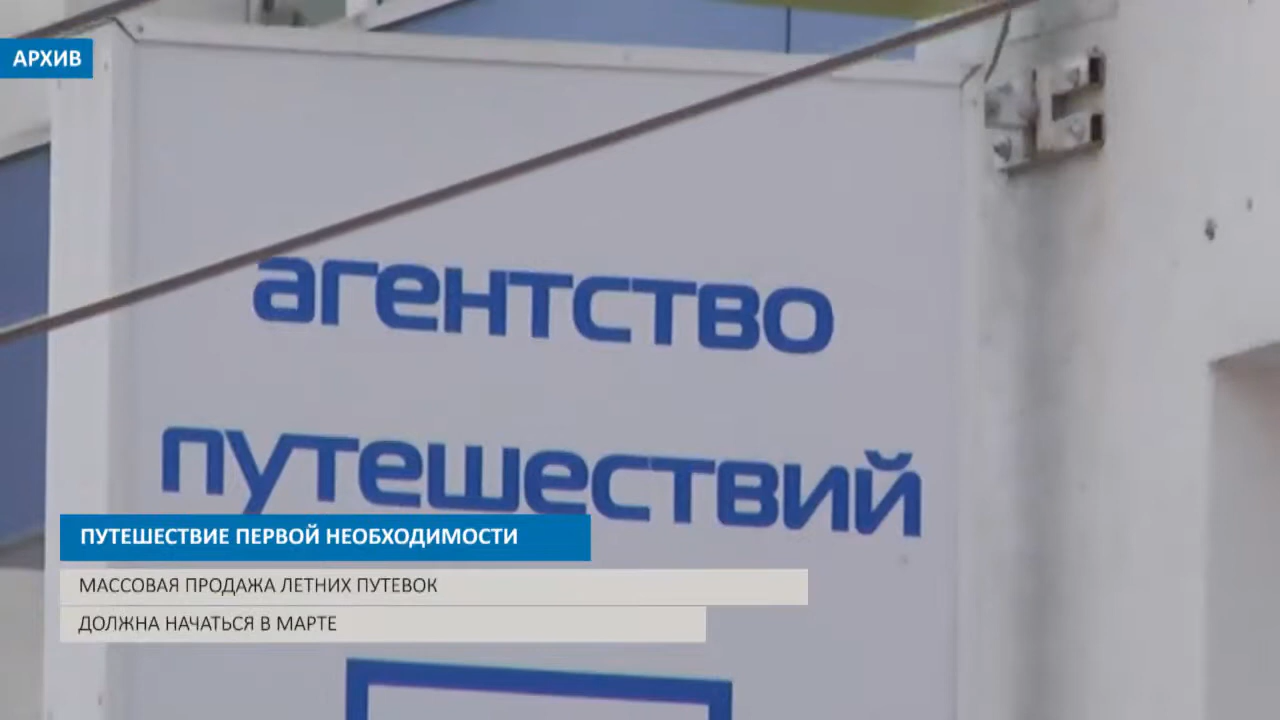 АРХИВ
агентство
путешествий
ПУТЕШЕСТВИЕ ПЕРВОЙ НЕОБХОДИМОСТИ
МАССОВАЯ ПРОДАЖА ЛЕТНИХ ПУТЕВОК
ДОЛЖНА НАЧАТЬСЯ В МАРТЕ